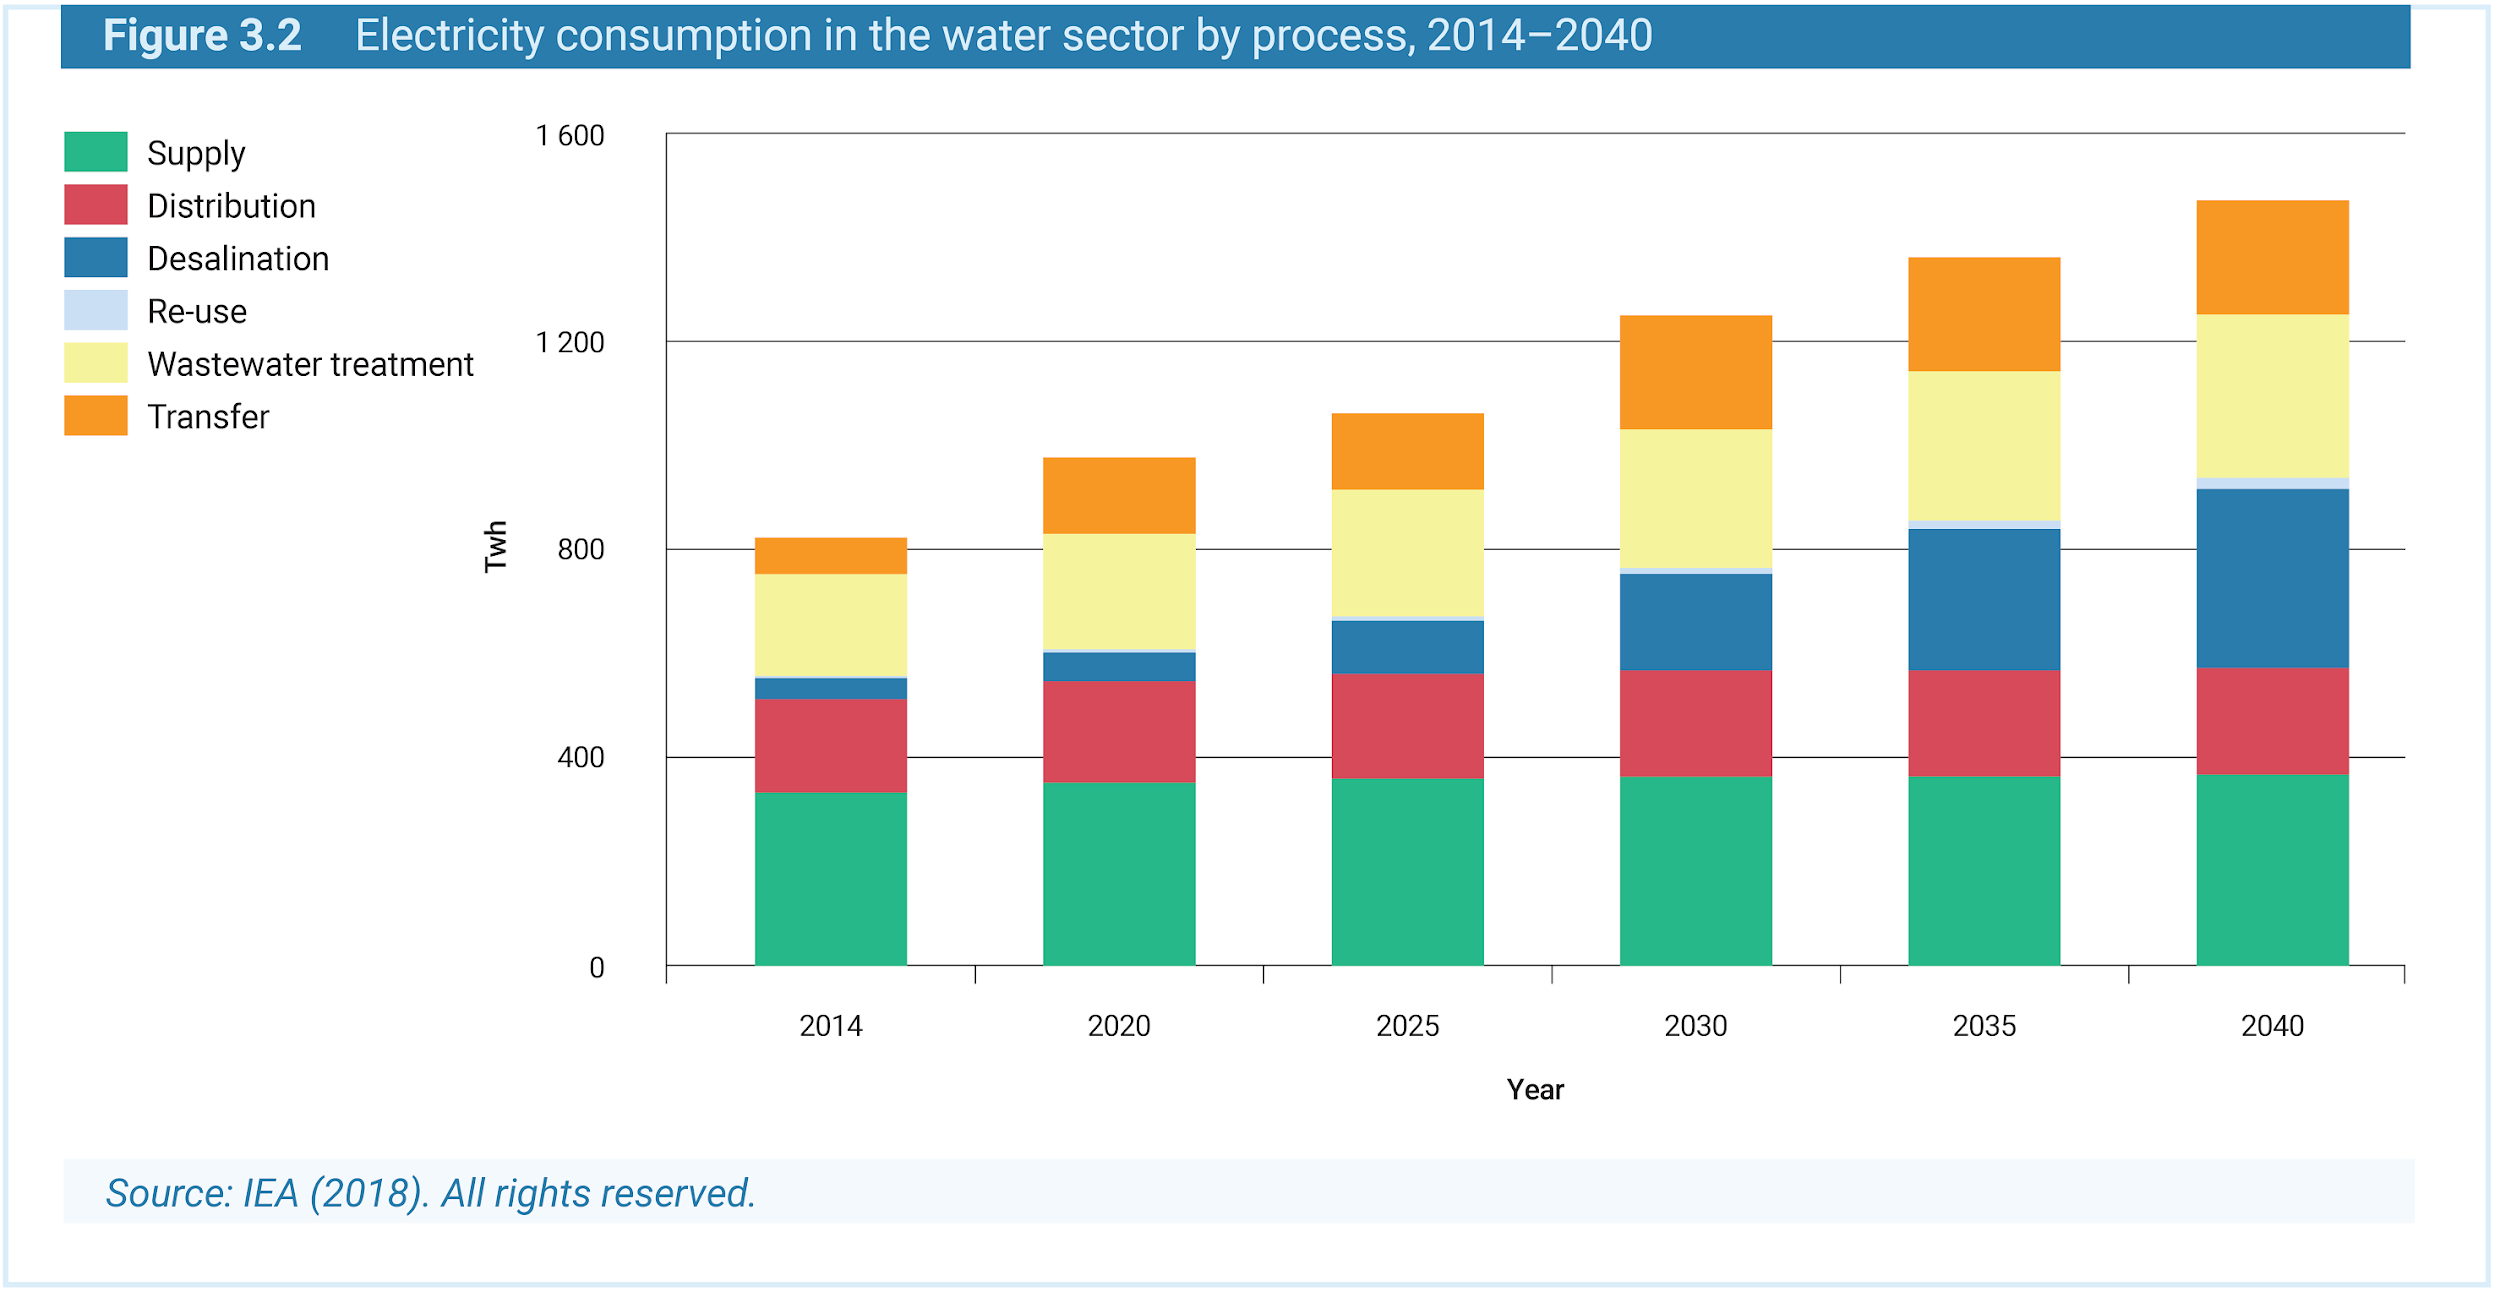 Figure 3.2 Electricity consumption in the water sector by process, 2014–2040
Supply
Distribution
Desalination
Re-use
Wastewater treatment
Transfer
1 600
1 200
800
400
0
Twh
2014 2020 2025 2030 2035 2040
Year
Source: IEA (2018). All rights reserved.